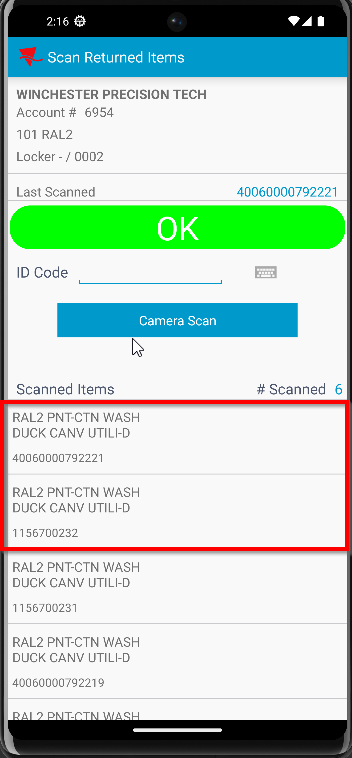 2:16
Scan Returned Items
WINCHESTER PRECISION TECH
Account # 6954
101 RAL2
Locker - / 0002
Last Scanned 40060000792221
OK
ID Code
Camera Scan
Scanned Items # Scanned 6
RAL2 PNT-CTN WASH
DUCK CANV UTILI-D
40060000792221
RAL2 PNT-CTN WASH
DUCK CANV UTILI-D
1156700232
RAL2 PNT-CTN WASH
DUCK CANV UTILI-D
1156700231
RAL2 PNT-CTN WASH
DUCK CANV UTILI-D
40060000792219
RAL2 PNT-CTN WASH